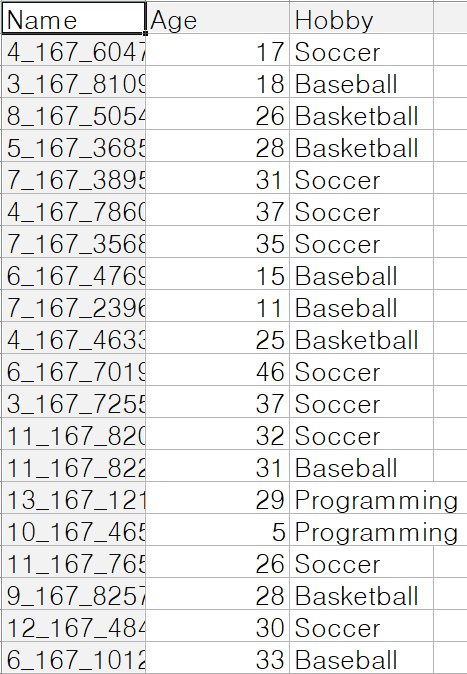 Name Age Hobby
4_167_6047 17 Soccer
3_167_8109 18 Baseball
8_167_5054 26 Basketball
5_167_3685 28 Basketball
7_167_3895 31 Soccer
4_167_7860 37 Soccer
7_167_3568 35 Soccer
6_167_4769 15 Baseball
7_167_2396 11 Baseball
4_167_4633 25 Basketball
6_167_7019 46 Soccer
3_167_7255 37 Soccer
11_167_820 32 Soccer
11_167_822 31 Baseball
13_167_121 29 Programming
10_167_465 5 Programming
11_167_765 26 Soccer
9_167_8257 28 Basketball
12_167_484 30 Soccer
6_167_1012 33 Baseball